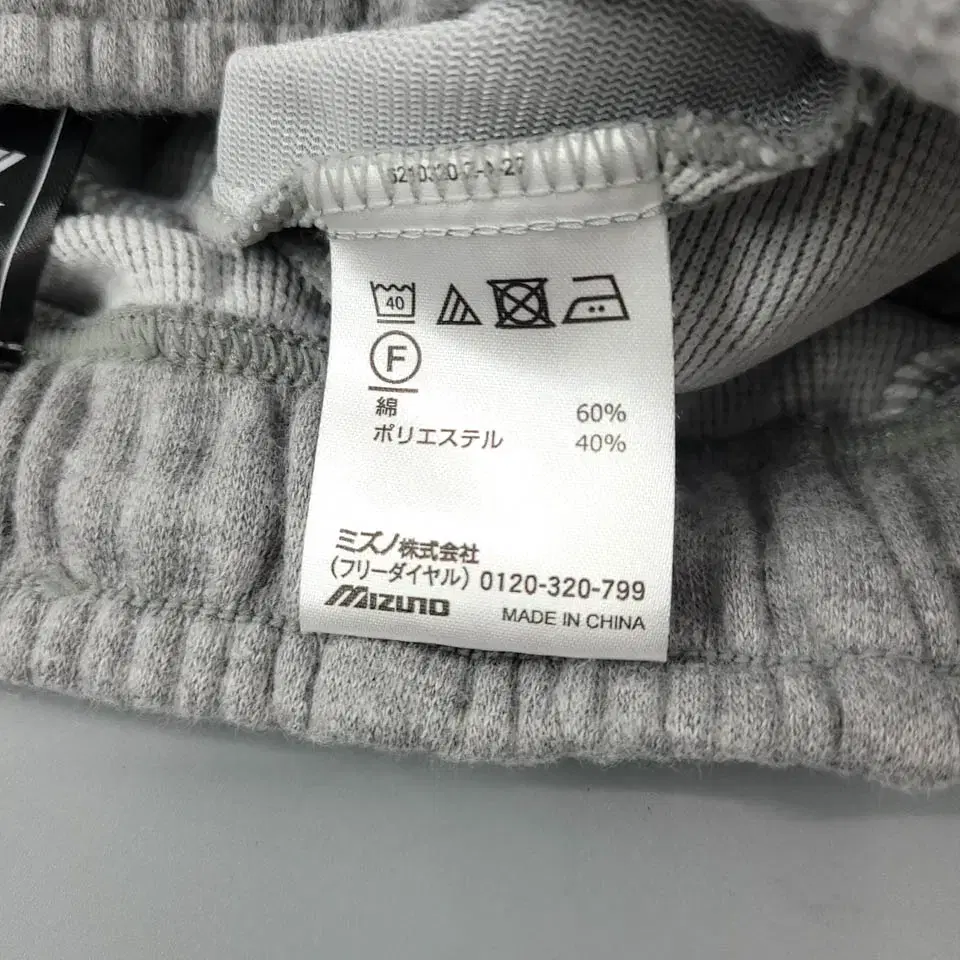 40
F
綿 60%
ポリエステル 40%
ミズノ株式会社
(フリーダイヤル) 0120-320-799
MIZUNO MADE IN CHINA